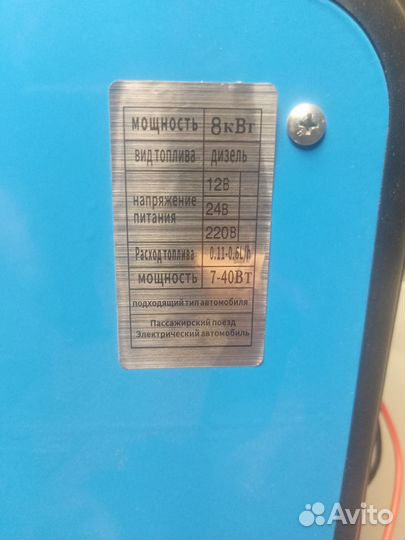 мощность 8кВт
вид топлива дизель
напряжение питания 12В
24В
220В
Расход топлива 0.11-0.6L/h
мощность 7-40Вт
подходящий тип автомобиля
Пассажирский поезд
Электрический автомобиль
Avito